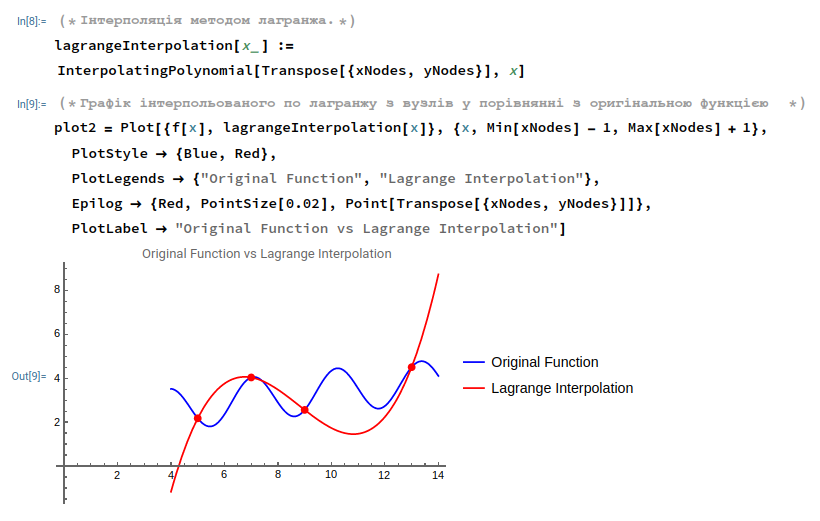 In[8]:= (* Інтерполяція методом лагранжа. *)
lagrangeInterpolation[x_] :=
InterpolatingPolynomial[Transpose[{xNodes, yNodes}], x]
In[9]:= (* Графік інтерпольованого по лагранжу з вузлів у порівнянні з оригінальною функцією *)
plot2 = Plot[{f[x], lagrangeInterpolation[x]}, {x, Min[xNodes] - 1, Max[xNodes] + 1},
PlotStyle → {Blue, Red},
PlotLegends → {"Original Function", "Lagrange Interpolation"},
Epilog → {Red, PointSize[0.02], Point[Transpose[{xNodes, yNodes}]]},
PlotLabel → "Original Function vs Lagrange Interpolation"]
Original Function vs Lagrange Interpolation
8
6
Original Function
Out[9]= 4
Lagrange Interpolation
2
2 4 6 8 10 12 14